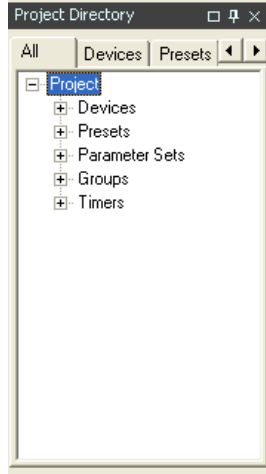 Project Directory
All Devices Presets
Project
Devices
Presets
Parameter Sets
Groups
Timers